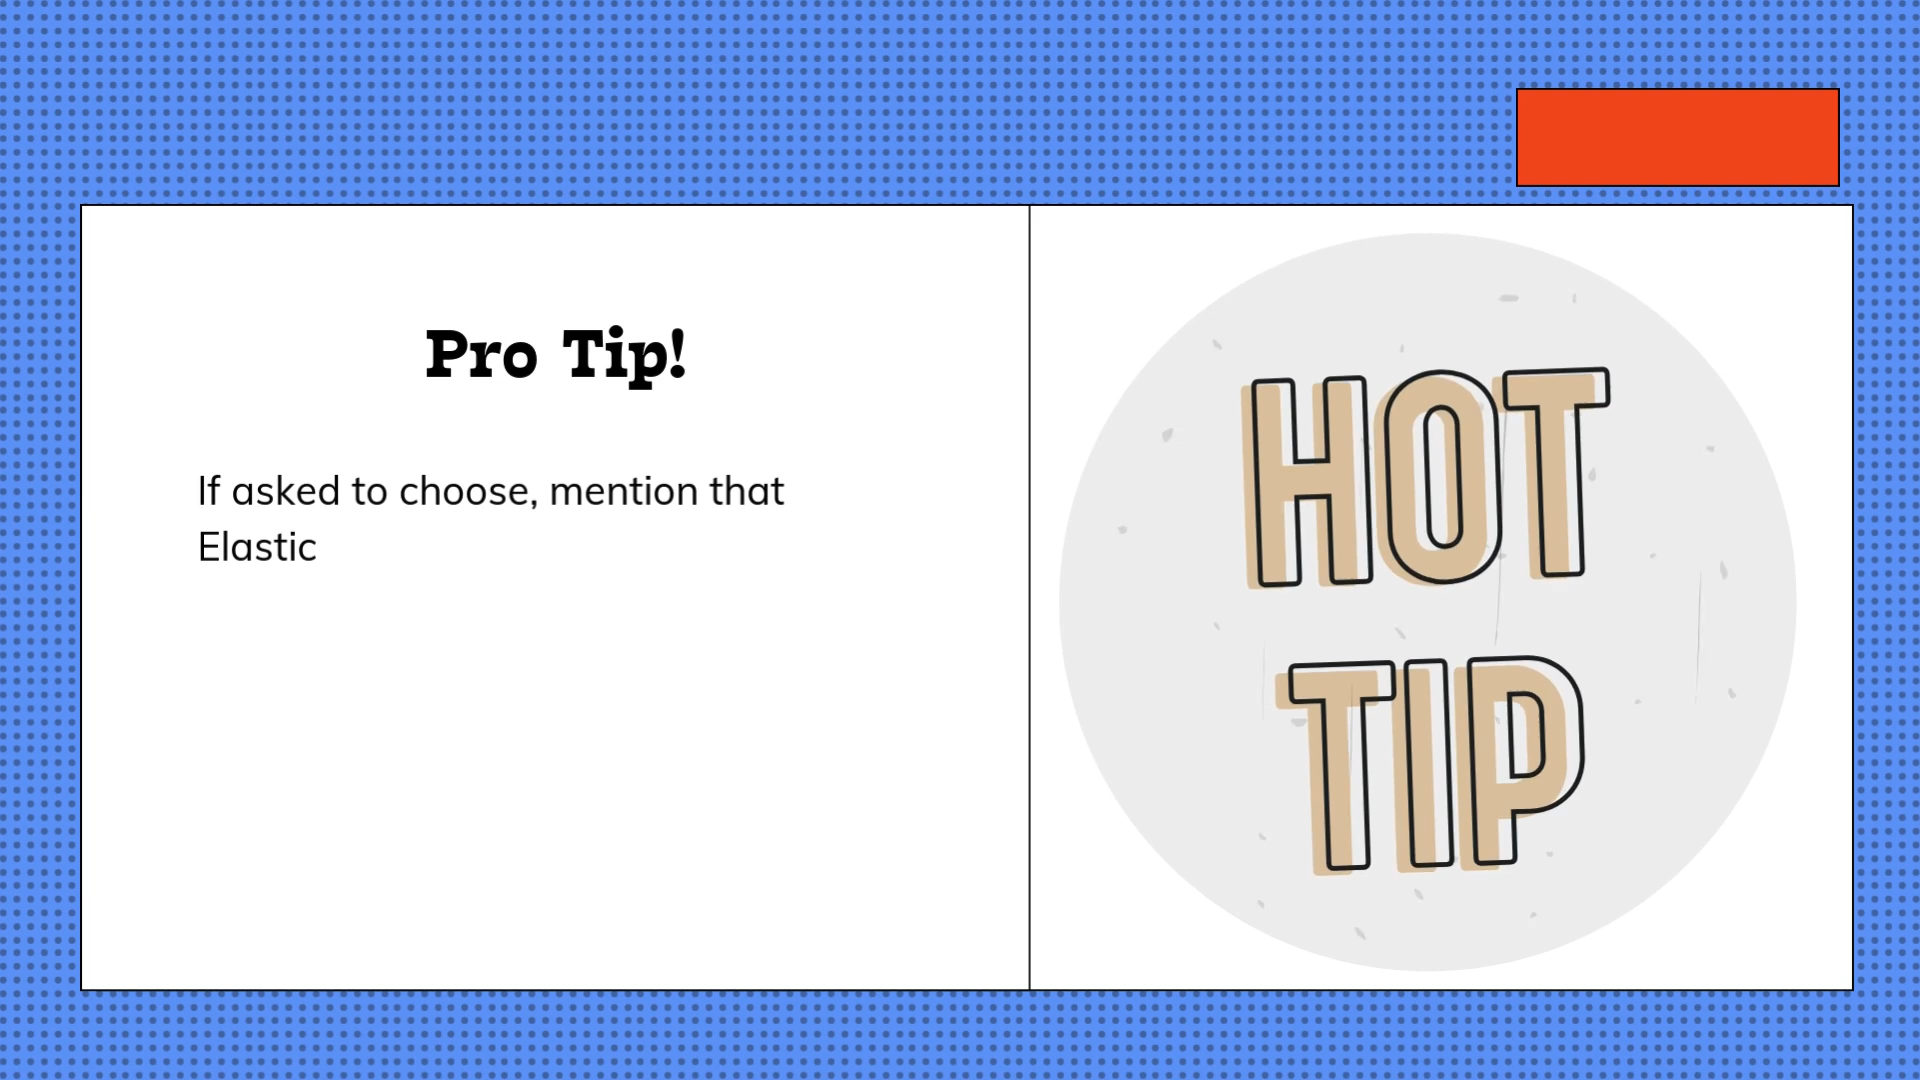 Pro Tip!
If asked to choose, mention that
Elastic
HOT
TIP